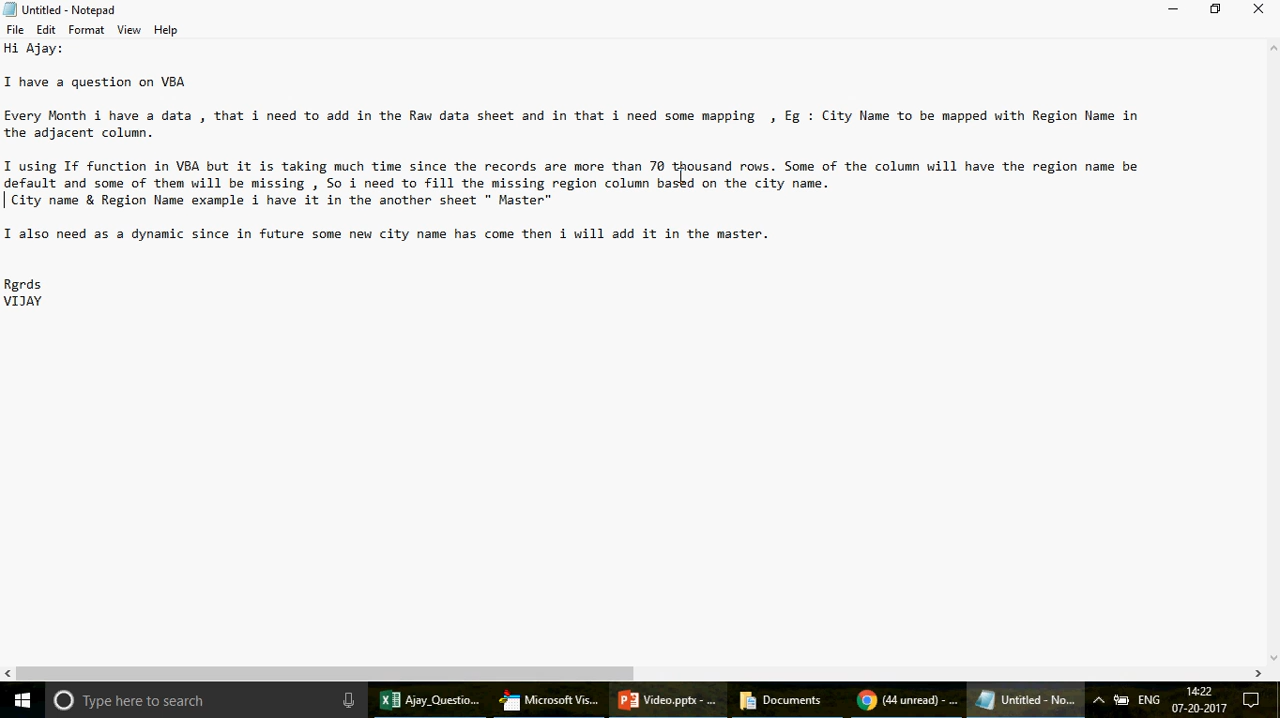 Untitled - Notepad
File Edit Format View Help
Hi Ajay:
I have a question on VBA
Every Month i have a data , that i need to add in the Raw data sheet and in that i need some mapping  , Eg : City Name to be mapped with Region Name in
the adjacent column.
I using If function in VBA but it is taking much time since the records are more than 70 thousand rows. Some of the column will have the region name be
default and some of them will be missing , So i need to fill the missing region column based on the city name.
City name & Region Name example i have it in the another sheet " Master"
I also need as a dynamic since in future some new city name has come then i will add it in the master.
Rgrds
VIJAY
Type here to search
Ajay_Questio...
Microsoft Vis...
Video.pptx - ...
Documents
(44 unread) - ...
Untitled - No...
ENG
14:22
07-20-2017